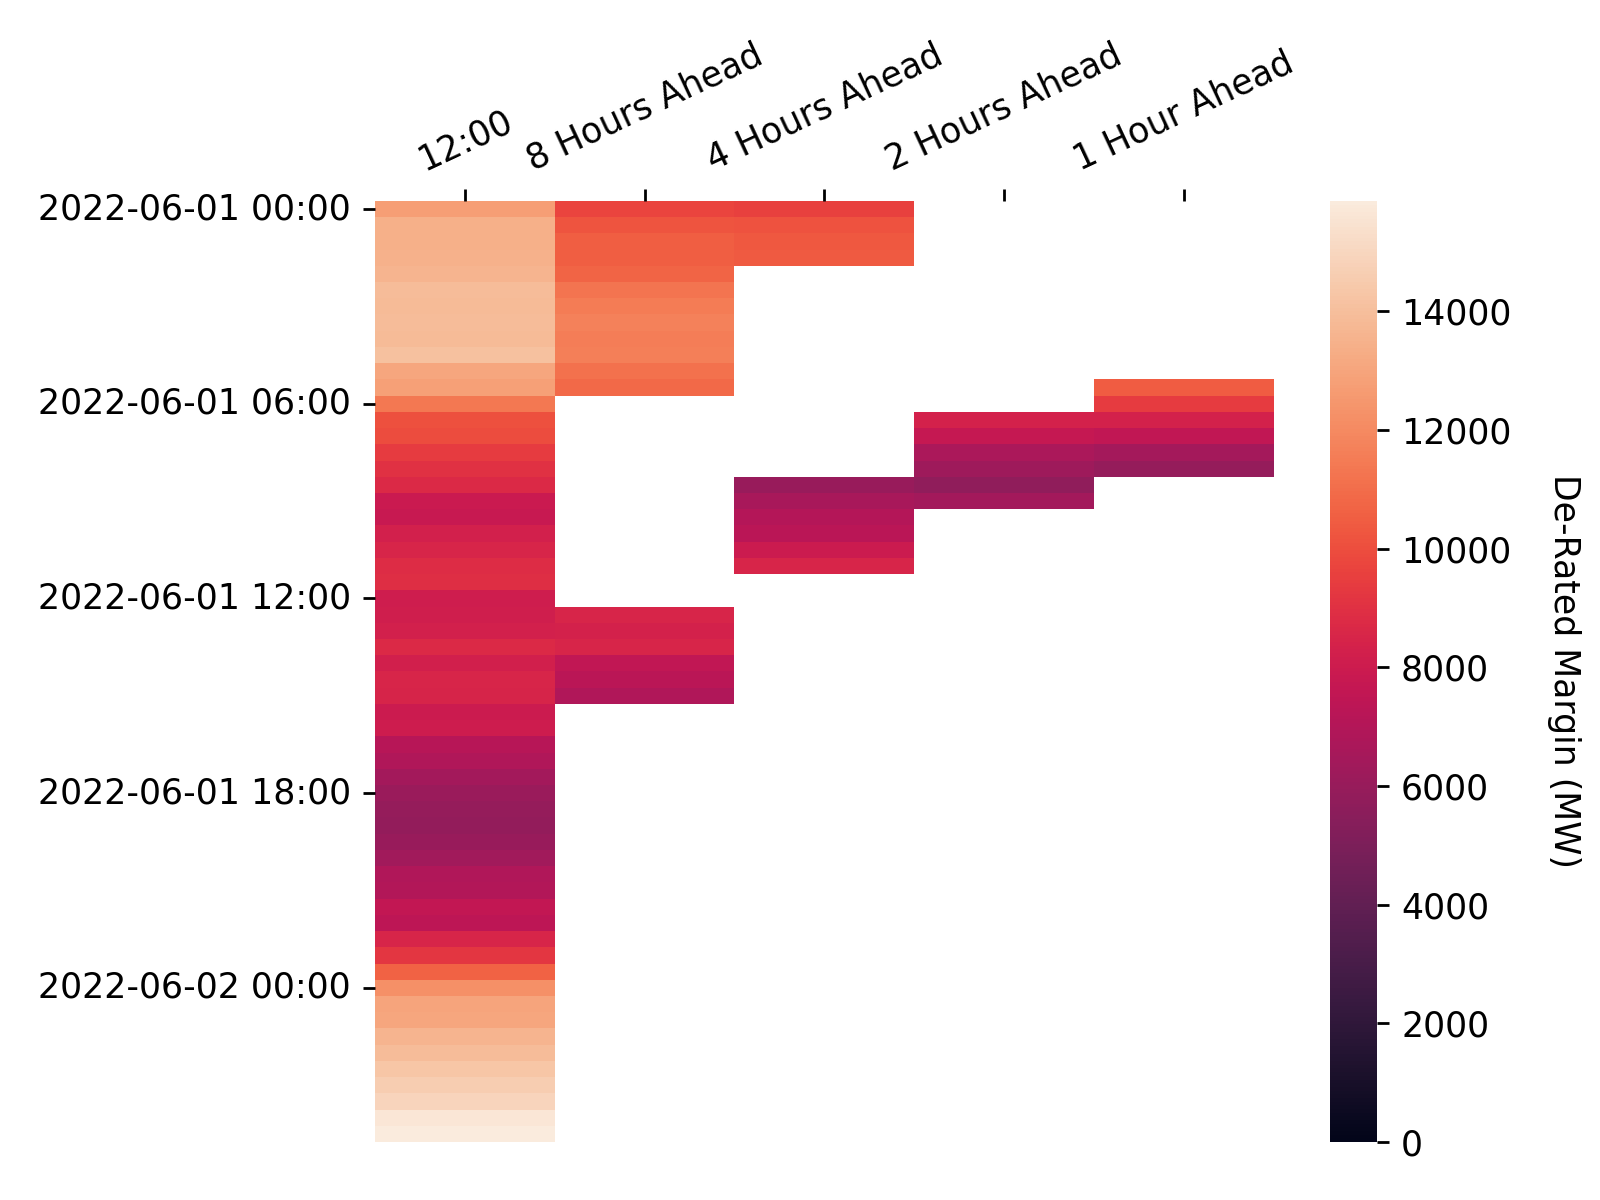 12:00
8 Hours Ahead
4 Hours Ahead
2 Hours Ahead
1 Hour Ahead
2022-06-01 00:00
2022-06-01 06:00
2022-06-01 12:00
2022-06-01 18:00
2022-06-02 00:00
14000
12000
10000
8000
6000
4000
2000
0
De-Rated Margin (MW)